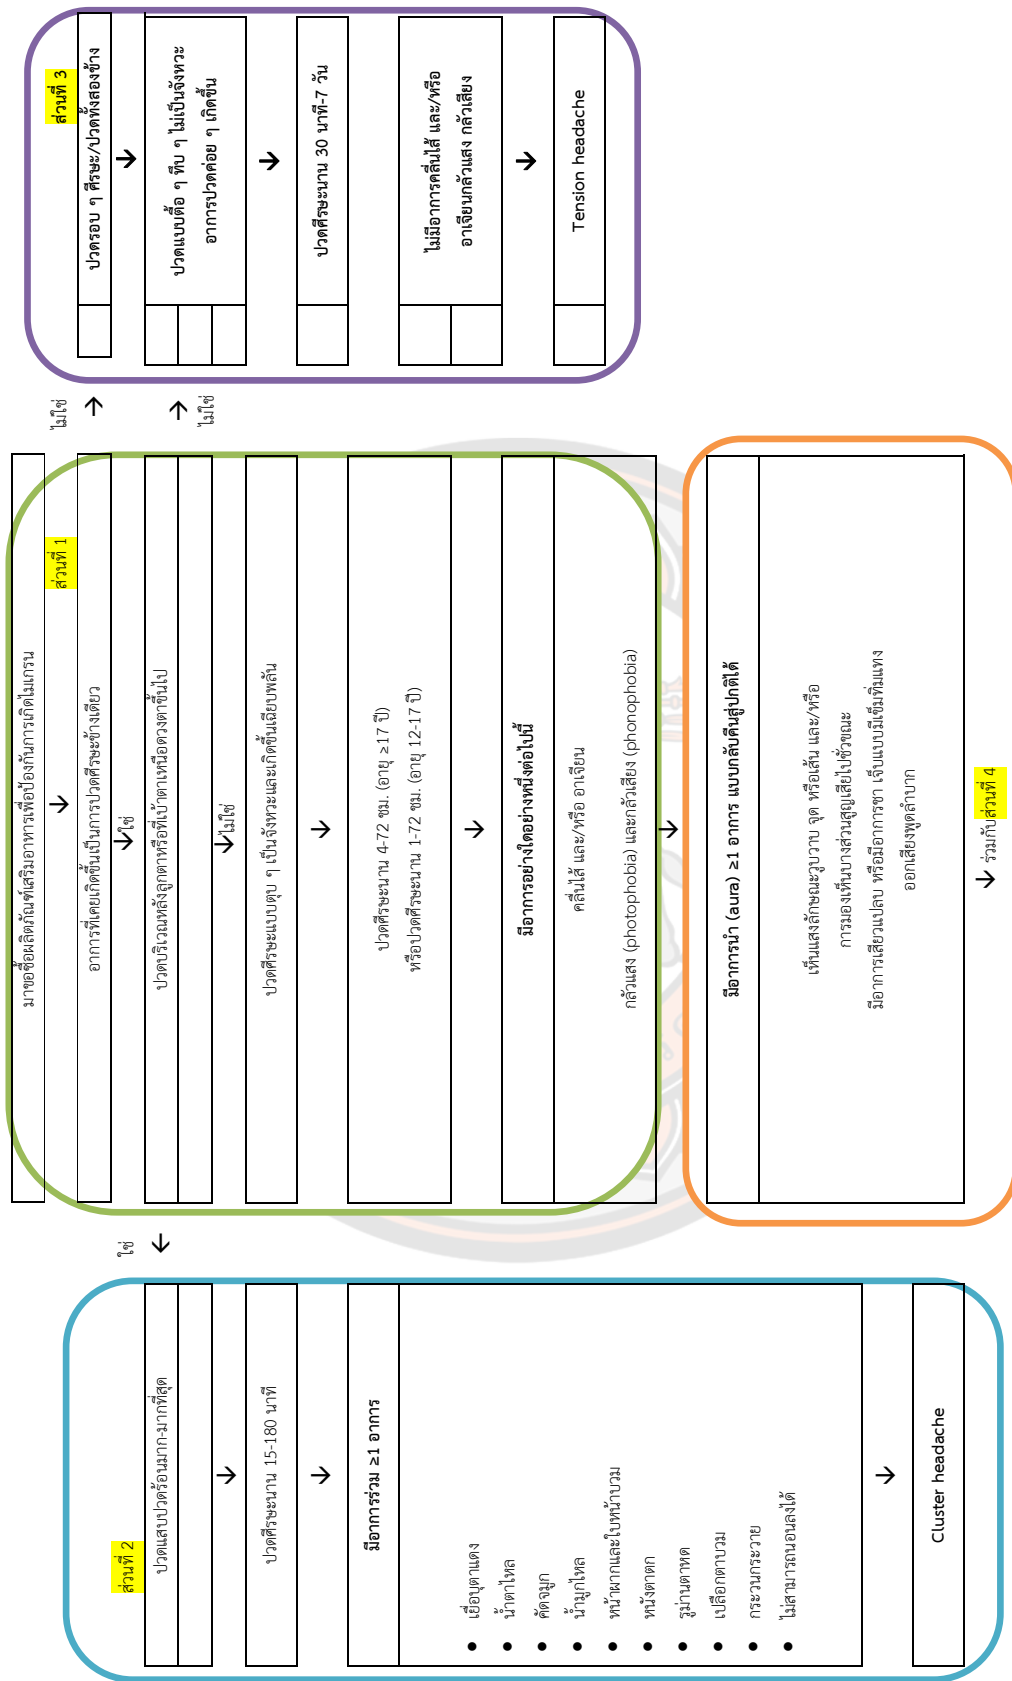 มาขอซื้อผลิตภัณฑ์เสริมอาหารเพื่อป้องกันการเกิดไมเกรน
→
ส่วนที่ 1
อาการที่เคยเกิดขึ้นเป็นการปวดศีรษะข้างเดียว
→ใช่
ปวดบริเวณหลังลูกตาหรือที่เบ้าตาเหนือดวงตาขึ้นไป
→ไม่ใช่
ปวดศีรษะแบบตุบ ๆ เป็นจังหวะและเกิดขึ้นเฉียบพลัน
→
ปวดศีรษะนาน 4-72 ชม. (อายุ ≥17 ปี)
หรือปวดศีรษะนาน 1-72 ชม. (อายุ 12-17 ปี)
→
มีอาการอย่างใดอย่างหนึ่งต่อไปนี้
คลื่นไส้ และ/หรือ อาเจียน
กลัวแสง (photophobia) และกลัวเสียง (phonophobia)
→
มีอาการนำ (aura) ≥1 อาการ แบบกลับคืนสู่ปกติได้
เห็นแสงลักษณะวูบวาบ จุด หรือเส้น และ/หรือ
การมองเห็นบางส่วนสูญเสียไปชั่วขณะ
มีอาการเสียวแปลบ หรือมีอาการชา เจ็บแบบมีเข็มทิ่มแทง
ออกเสียงพูดลำบาก
→ ร่วมกับส่วนที่ 4
ใช่
←
ส่วนที่ 2
ปวดแสบปวดร้อนมาก-มากที่สุด
→
ปวดศีรษะนาน 15-180 นาที
→
มีอาการร่วม ≥1 อาการ
● เยื่อบุตาแดง
● น้ำตาไหล
● คัดจมูก
● น้ำมูกไหล
● หน้าผากและใบหน้าบวม
● หนังตาตก
● รูม่านตาหด
● เปลือกตาบวม
● กระวนกระวาย
● ไม่สามารถนอนลงได้
→
Cluster headache
ไม่ใช่
→
→
ไม่ใช่
ส่วนที่ 3
ปวดรอบ ๆ ศีรษะ/ปวดทั้งสองข้าง
→
ปวดแบบตื้อ ๆ ทึบ ๆ ไม่เป็นจังหวะ
อาการปวดค่อย ๆ เกิดขึ้น
→
ปวดศีรษะนาน 30 นาที-7 วัน
ไม่มีอาการคลื่นไส้ และ/หรือ
อาเจียนกลัวแสง กลัวเสียง
→
Tension headache